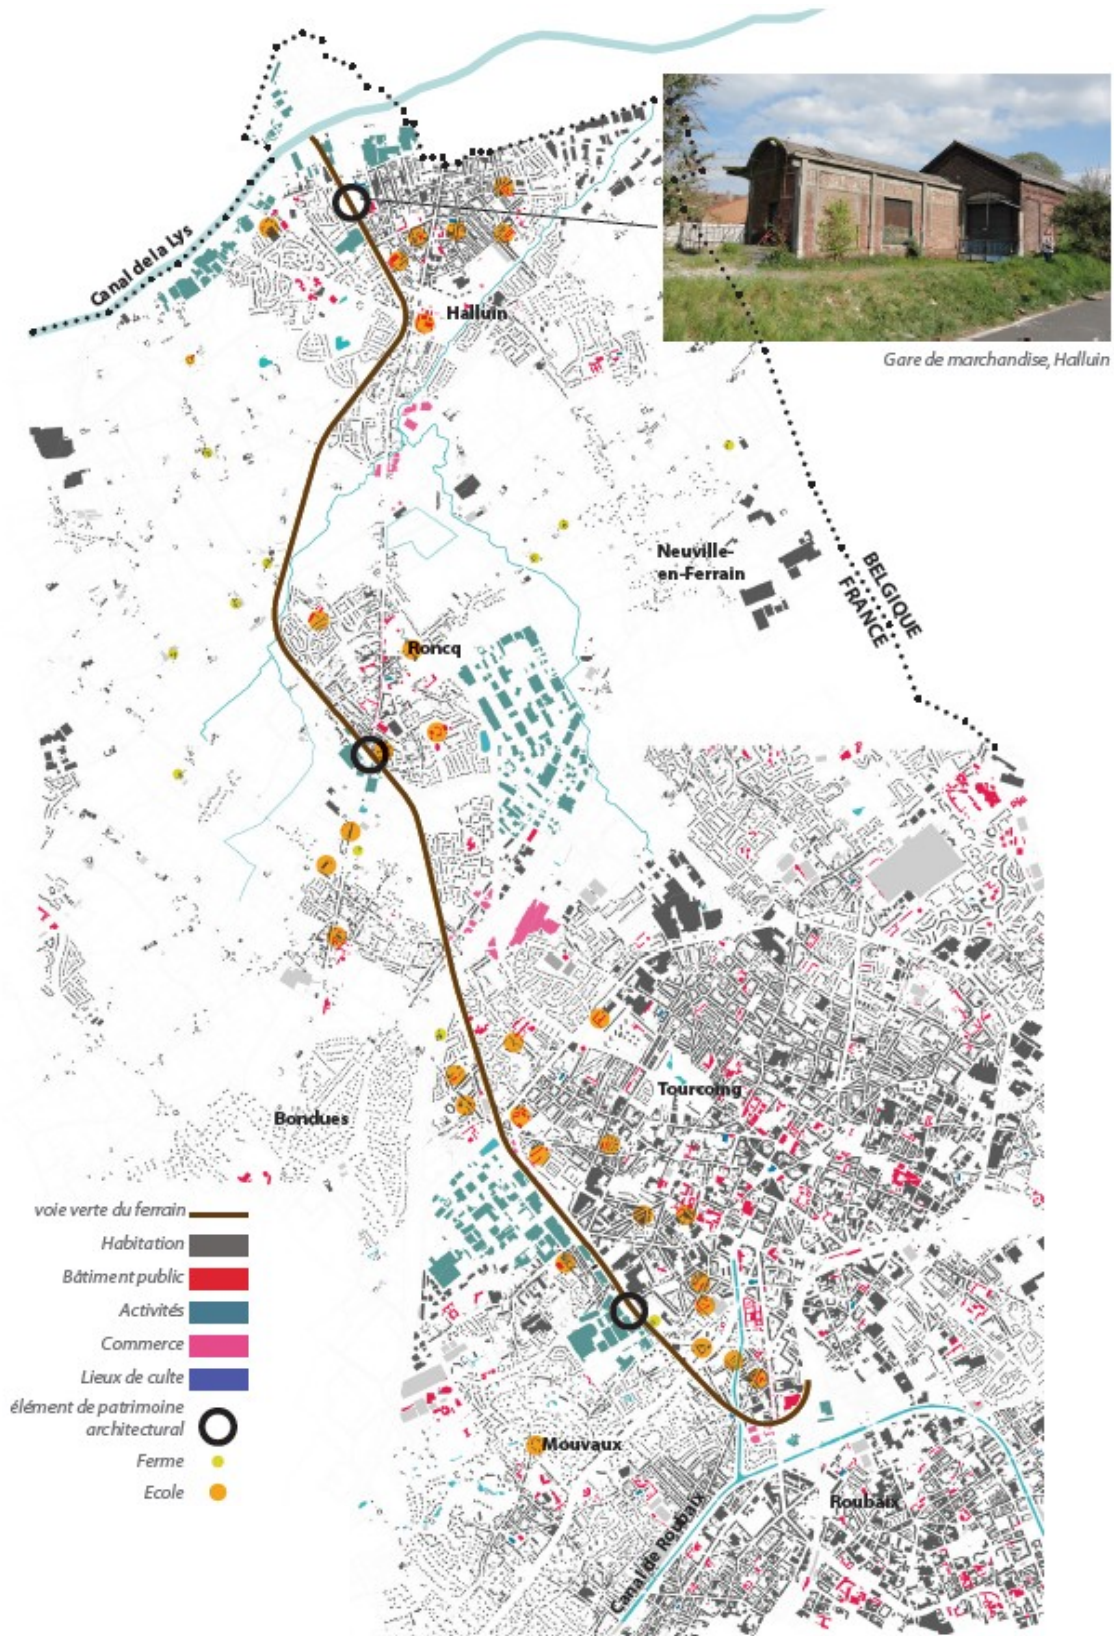 Canal de la Lys
Halluin
Gare de marchandise, Halluin
Neuville-
en-Ferrain
BELGIQUE
FRANCE
Roncq
Tourcoing
Bondues
voie verte du ferrain
Habitation
Bâtiment public
Activités
Commerce
Lieux de culte
élément de patrimoine
architectural
Ferme
Ecole
Mouvaux
Roubaix
Canal de Roubaix